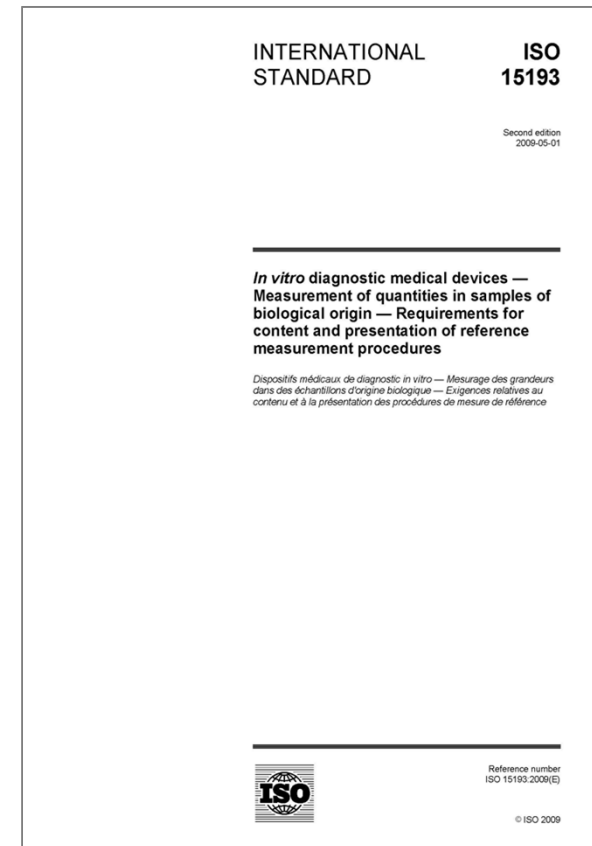 INTERNATIONAL STANDARD
ISO 15193
Second edition
2009-05-01
In vitro diagnostic medical devices —
Measurement of quantities in samples of
biological origin — Requirements for
content and presentation of reference
measurement procedures
Dispositifs médicaux de diagnostic in vitro — Mesurage des grandeurs
dans des échantillons d'origine biologique — Exigences relatives au
contenu et à la présentation des procédures de mesure de référence
ISO
Reference number
ISO 15193:2009(E)
© ISO 2009